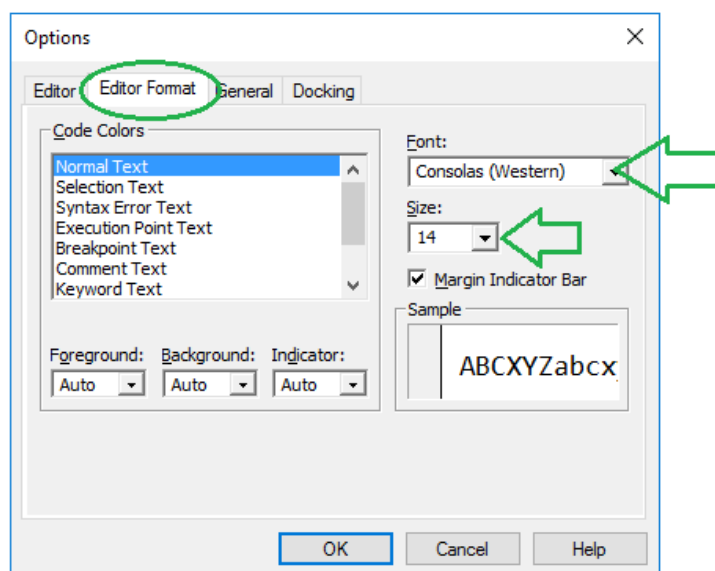 Options
Editor Editor Format General Docking
Code Colors
Normal Text
Selection Text
Syntax Error Text
Execution Point Text
Breakpoint Text
Comment Text
Keyword Text
Foreground: Background: Indicator:
Auto Auto Auto
Font:
Consolas (Western)
Size:
14
Margin Indicator Bar
Sample
ABCXYZabcx
OK Cancel Help